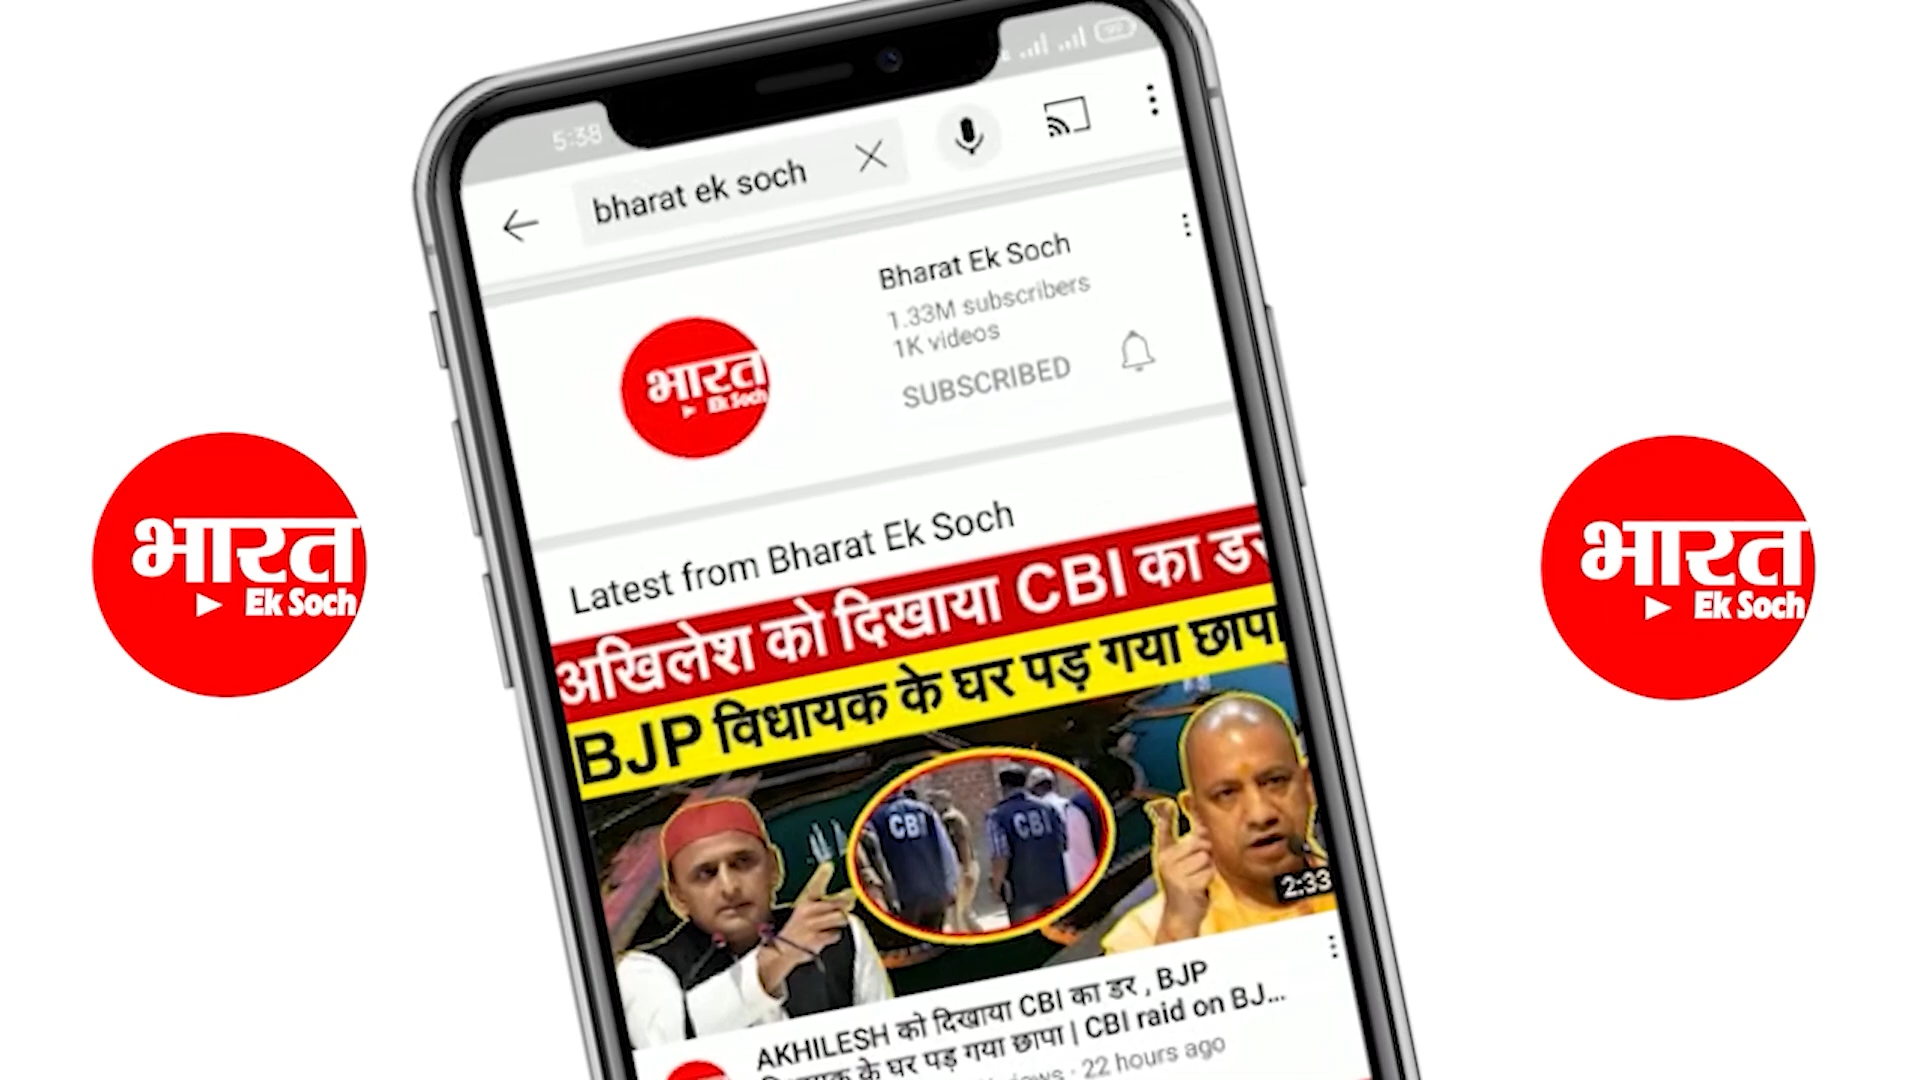 5:38
bharat ek soch
Bharat Ek Soch
1.33M subscribers
1K videos
SUBSCRIBED
भारत
Ek Soch
भारत
Ek Soch
भारत
Ek Soch
Latest from Bharat Ek Soch
अखिलेश को दिखाया CBI का डर
BJP विधायक के घर पड़ गया छापा
CBI
CBI
2:33
AKHILESH को दिखाया CBI का डर , BJP
विधायक के घर पड़ गया छापा | CBI raid on BJ...
views · 22 hours ago